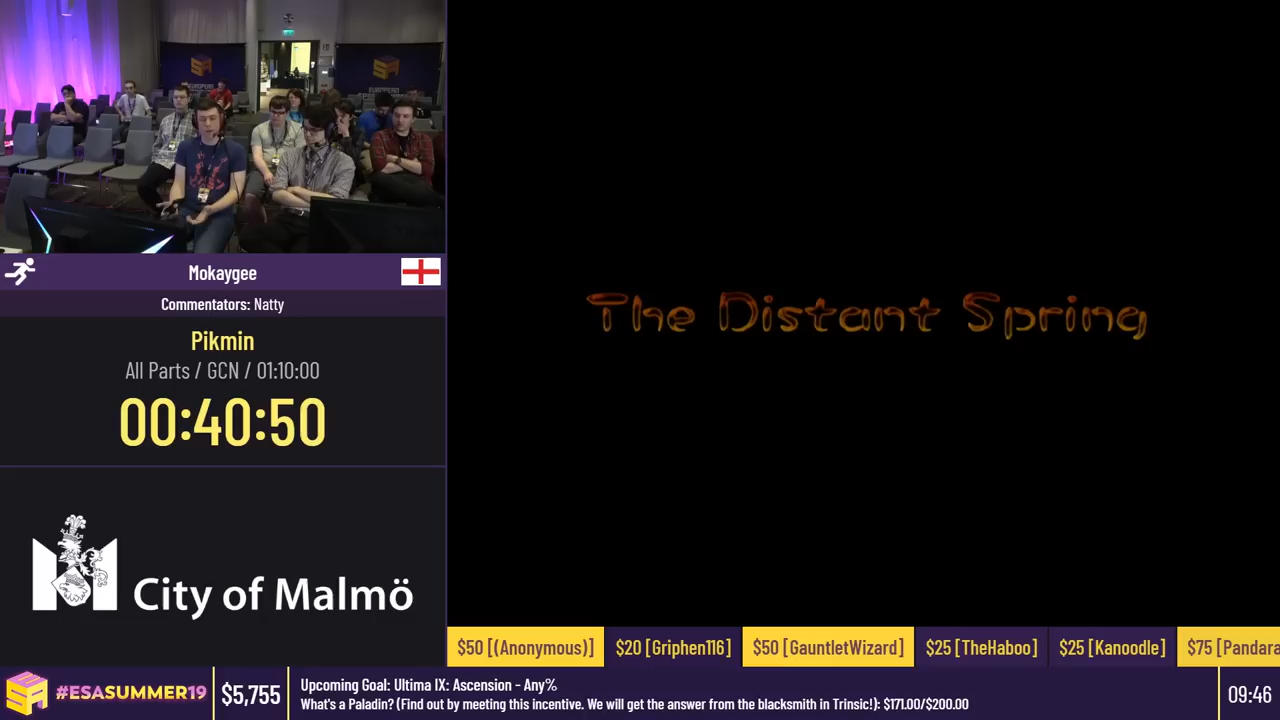 The Distant Spring
Mokaygee
Commentators: Natty
Pikmin
All Parts / GCN / 01:10:00
00:40:50
City of Malmö
$50 [(Anonymous)]
$20 [Griphen116]
$50 [GauntletWizard]
$25 [TheHaboo]
$25 [Kanoodle]
$75 [Pandara
#ESASUMMER19
$5,755
Upcoming Goal: Ultima IX: Ascension - Any%
What's a Paladin? (Find out by meeting this incentive. We will get the answer from the blacksmith in Trinsic!): $171.00/$200.00
09:46